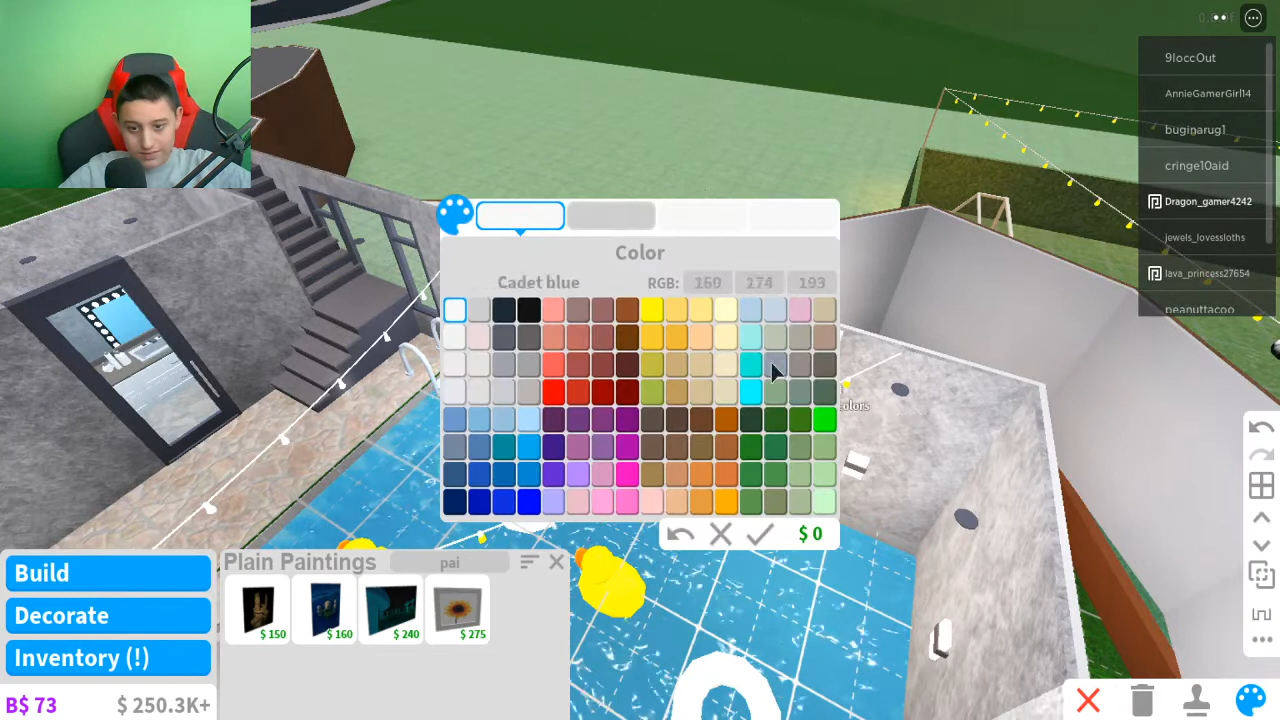 9loccOut
AnnieGamerGirl14
buginarug1
cringe10aid
Dragon_gamer4242
jewels_lovessloths
lava_princess27654
peanuttacoo
Color
Cadet blue
RGB: 160 174 193
colors
$ 0
Plain Paintings
pai
$ 150
$ 160
$ 240
$ 275
Build
Decorate
Inventory (!)
B$ 73
$ 250.3K+